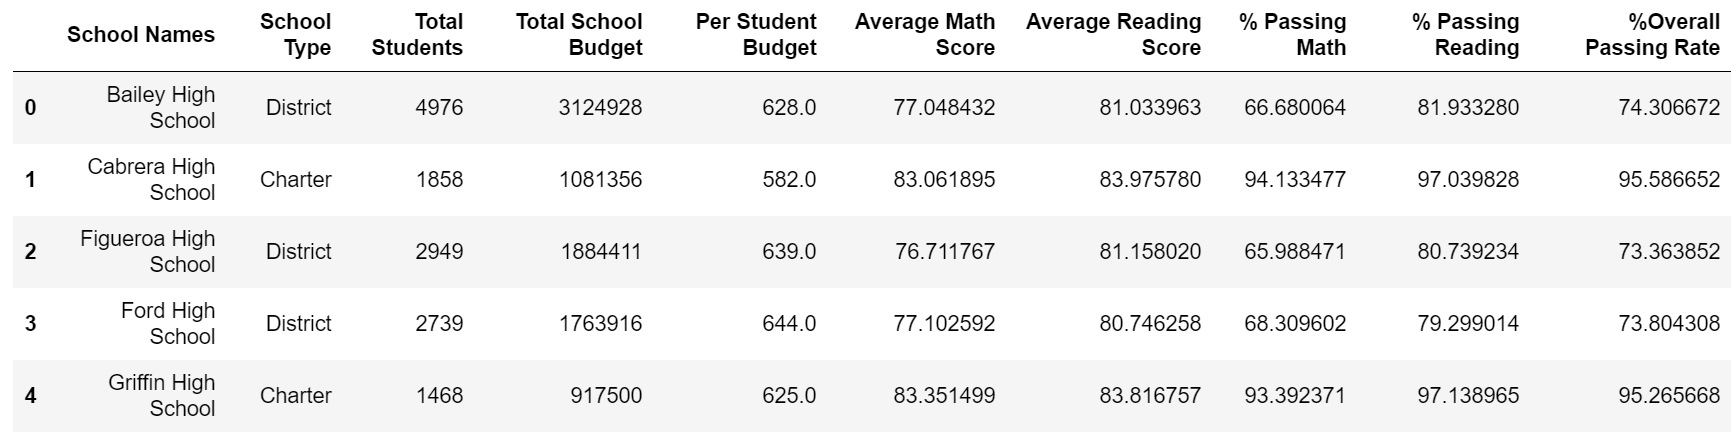 School Names School Type Total Students Total School Budget Per Student Budget Average Math Score Average Reading Score % Passing Math % Passing Reading %Overall Passing Rate
0 Bailey High School District 4976 3124928 628.0 77.048432 81.033963 66.680064 81.933280 74.306672
1 Cabrera High School Charter 1858 1081356 582.0 83.061895 83.975780 94.133477 97.039828 95.586652
2 Figueroa High School District 2949 1884411 639.0 76.711767 81.158020 65.988471 80.739234 73.363852
3 Ford High School District 2739 1763916 644.0 77.102592 80.746258 68.309602 79.299014 73.804308
4 Griffin High School Charter 1468 917500 625.0 83.351499 83.816757 93.392371 97.138965 95.265668